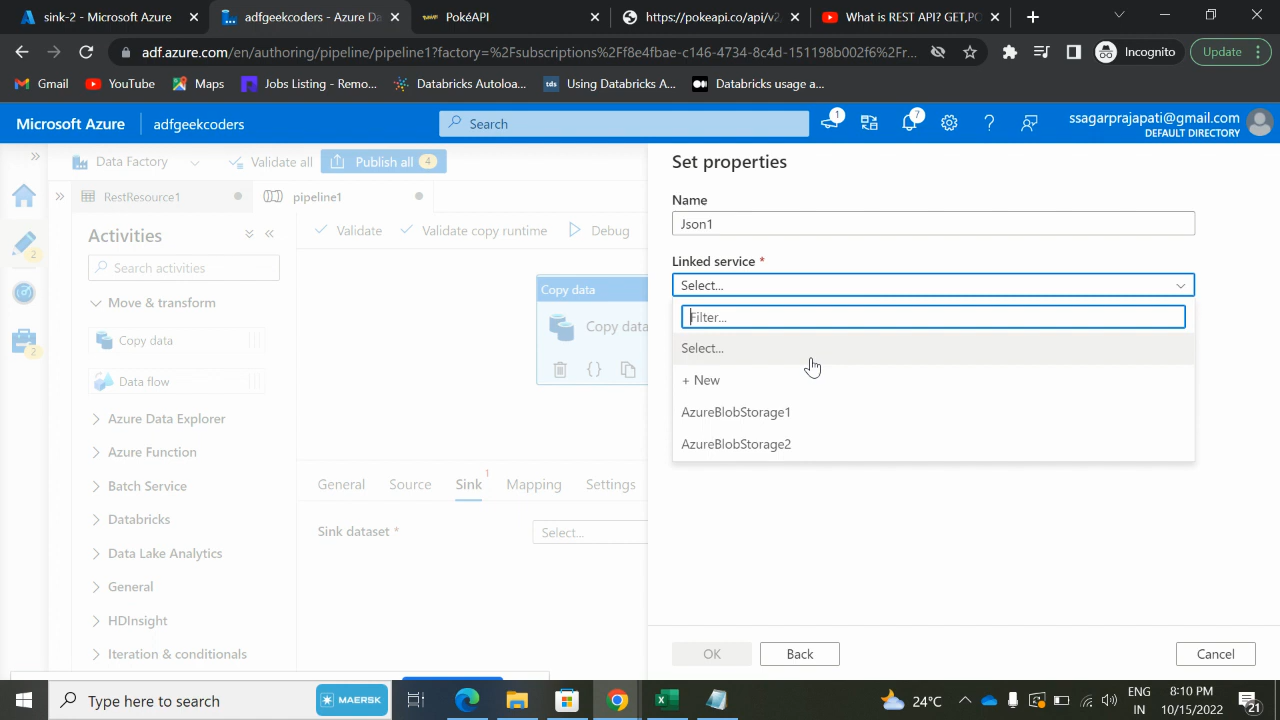 sink-2 - Microsoft Azure
adfgeekcoders - Azure Da
PokéAPI
https://pokeapi.co/api/v2
What is REST API? GET,PO
adf.azure.com/en/authoring/pipeline/pipeline1?factory=%2Fsubscriptions%2Ff8e4fbae-c146-4734-8c4d-151198b002f6%2Fr...
Incognito
Update
Gmail
YouTube
Maps
Jobs Listing - Remo...
Databricks Autoloa...
tds
Using Databricks A...
Databricks usage a...
Microsoft Azure
adfgeekcoders
Search
1
7
ssagarprajapati@gmail.com
DEFAULT DIRECTORY
Data Factory
Validate all
Publish all
4
RestResource1
pipeline1
Activities
Search activities
Move & transform
Copy data
Data flow
Azure Data Explorer
Azure Function
Batch Service
Databricks
Data Lake Analytics
General
HDInsight
Iteration & conditionals
2
2
Validate
Validate copy runtime
Debug
Copy data
Copy data
General
Source
Sink
1
Mapping
Settings
Sink dataset *
Select...
Set properties
Name
Json1
Linked service *
Select...
Filter...
Select...
+ New
AzureBlobStorage1
AzureBlobStorage2
OK
Back
Cancel
Type here to search
MAERSK
24°C
ENG
IN
8:10 PM
10/15/2022
21